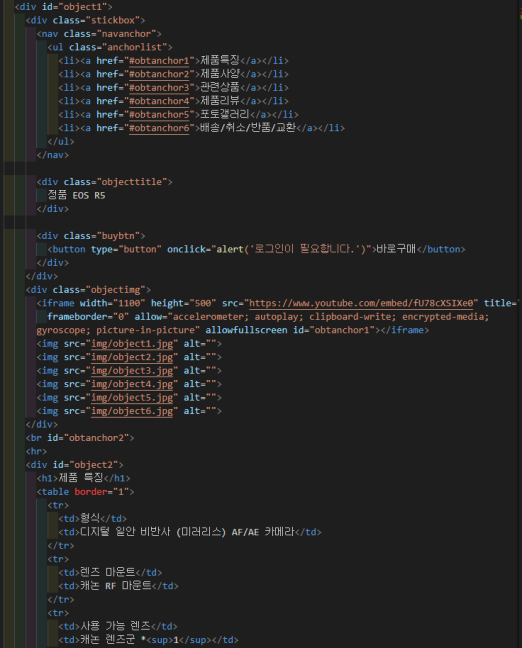 <div id="object1">
<div class="stickbox">
<nav class="navanchor">
<ul class="anchorlist">
<li><a href="#obtanchor1">제품특징</a></li>
<li><a href="#obtanchor2">제품사양</a></li>
<li><a href="#obtanchor3">관련상품</a></li>
<li><a href="#obtanchor4">제품리뷰</a></li>
<li><a href="#obtanchor5">포토갤러리</a></li>
<li><a href="#obtanchor6">배송/취소/반품/교환</a></li>
</ul>
</nav>
<div class="objecttitle">
정품 EOS R5
</div>
<div class="buybtn">
<button type="button" onclick="alert('로그인이 필요합니다.')">바로구매</button>
</div>
</div>
<div class="objectimg">
<iframe width="1100" height="500" src="https://www.youtube.com/embed/fU78cXSIXe0" title="
frameborder="0" allow="accelerometer; autoplay; clipboard-write; encrypted-media;
gyroscope; picture-in-picture" allowfullscreen id="obtanchor1"></iframe>
<img src="img/object1.jpg" alt="">
<img src="img/object2.jpg" alt="">
<img src="img/object3.jpg" alt="">
<img src="img/object4.jpg" alt="">
<img src="img/object5.jpg" alt="">
<img src="img/object6.jpg" alt="">
</div>
<br id="obtanchor2">
<hr>
<div id="object2">
<h1>제품 특징</h1>
<table border="1">
<tr>
<td>형식</td>
<td>디지털 일안 비반사 (미러리스) AF/AE 카메라</td>
</tr>
<tr>
<td>렌즈 마운트</td>
<td>캐논 RF 마운트</td>
</tr>
<tr>
<td>사용 가능 렌즈</td>
<td>캐논 렌즈군 *<sup>1</sup></td>